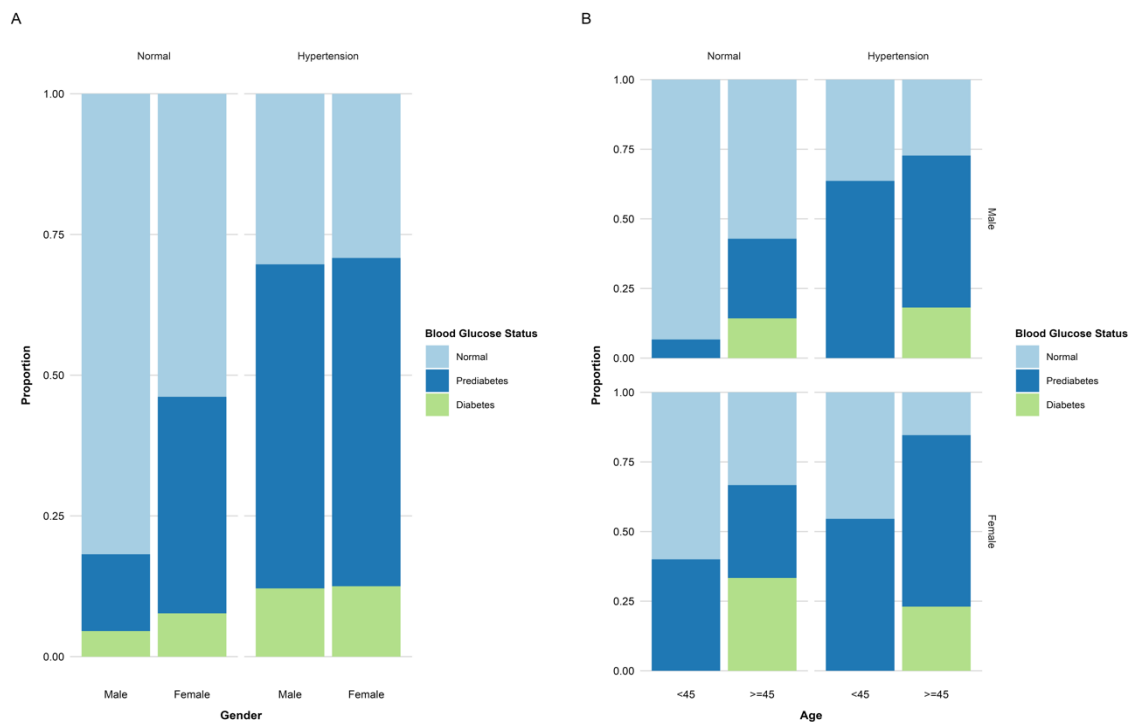 A
Normal
Hypertension
1.00
0.75
0.50
0.25
0.00
Proportion
Male
Female
Male
Female
Gender
Blood Glucose Status
Normal
Prediabetes
Diabetes
B
Normal
Hypertension
1.00
0.75
0.50
0.25
0.00
Male
1.00
0.75
0.50
0.25
0.00
Female
Proportion
<45
>=45
<45
>=45
Age
Blood Glucose Status
Normal
Prediabetes
Diabetes